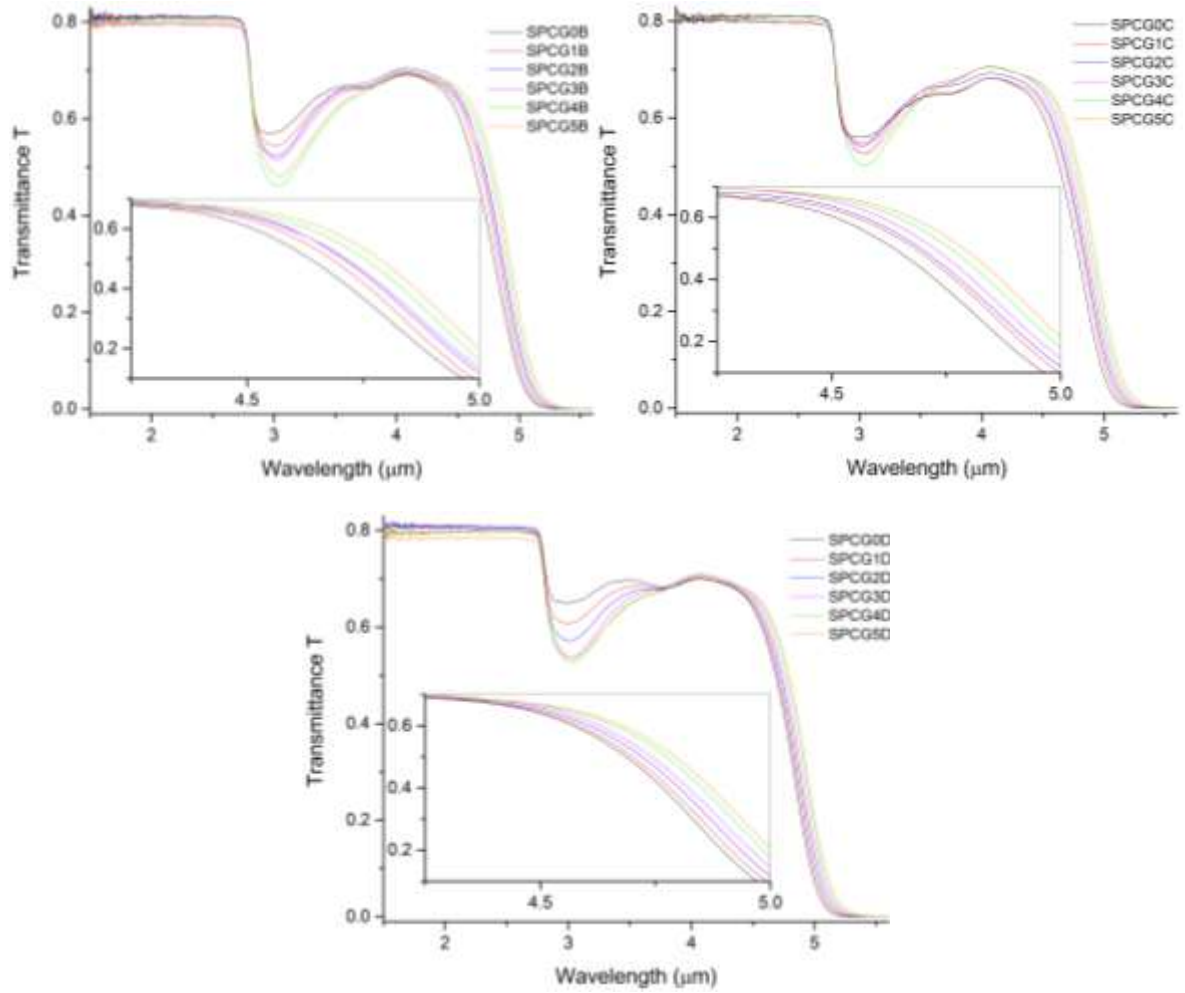 0.8
0.6
0.4
0.2
0.0
Transmittance T
SPCG0B
SPCG1B
SPCG2B
SPCG3B
SPCG4B
SPCG5B
0.6
0.4
0.2
4.5 5.0
2 3 4 5
Wavelength (μm)
0.8
0.6
0.4
0.2
0.0
Transmittance T
SPCG0C
SPCG1C
SPCG2C
SPCG3C
SPCG4C
SPCG5C
0.6
0.4
0.2
4.5 5.0
2 3 4 5
Wavelength (μm)
0.8
0.6
0.4
0.2
0.0
Transmittance T
SPCG0D
SPCG1D
SPCG2D
SPCG3D
SPCG4D
SPCG5D
0.6
0.4
0.2
4.5 5.0
2 3 4 5
Wavelength (μm)